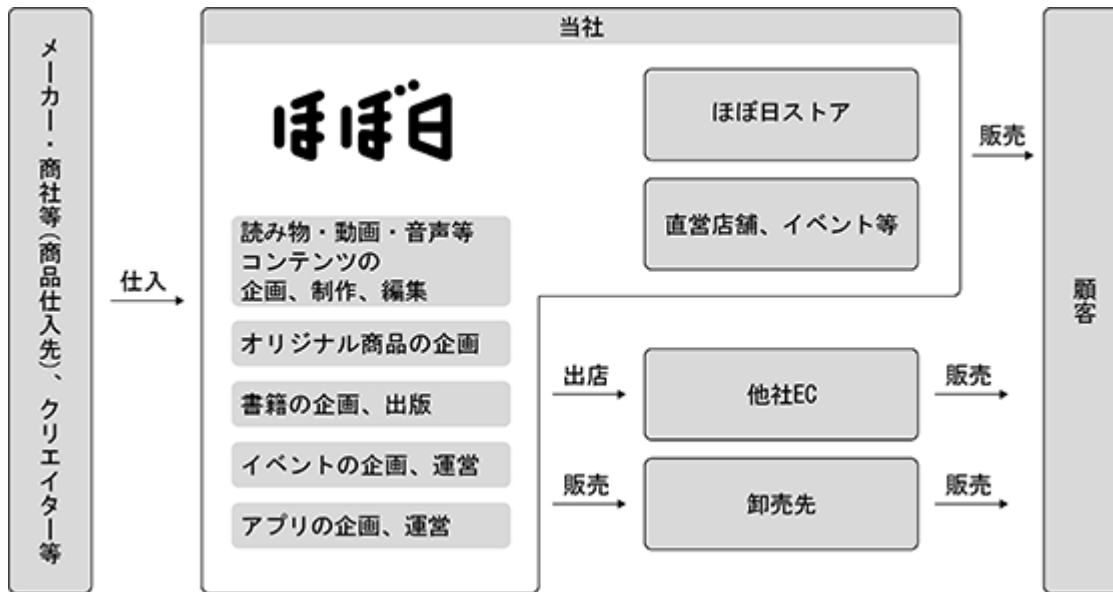 メーカー・商社等(商品仕入先)、クリエイター等
仕入
当社
ほぼ日
読み物・動画・音声等
コンテンツの
企画、制作、編集
オリジナル商品の企画
書籍の企画、出版
イベントの企画、運営
アプリの企画、運営
ほぼ日ストア
直営店舗、イベント等
販売
出店
他社EC
販売
販売
卸売先
販売
顧客